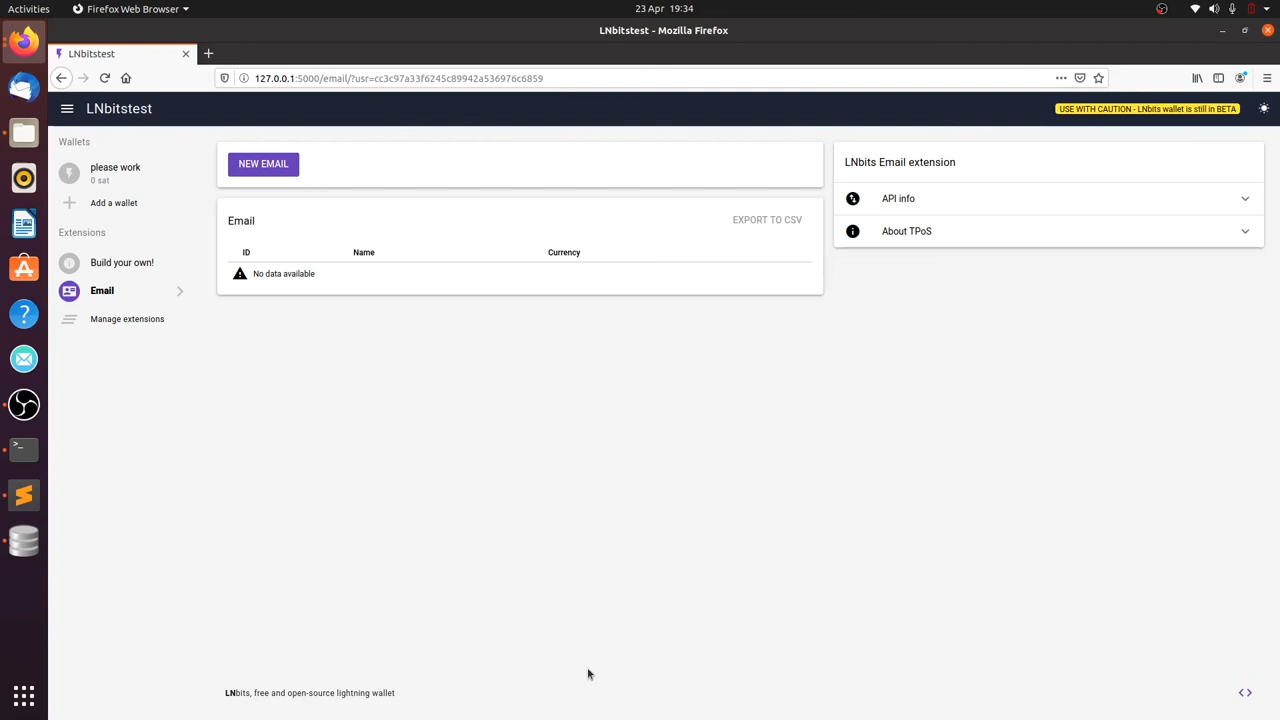 Activities
Firefox Web Browser
23 Apr 19:34
LNbitstest - Mozilla Firefox
LNbitstest
127.0.0.1:5000/email/?usr=cc3c97a33f6245c89942a536976c6859
LNbitstest
USE WITH CAUTION - LNbits wallet is still in BETA
Wallets
please work
0 sat
Add a wallet
Extensions
Build your own!
Email
Manage extensions
NEW EMAIL
Email
EXPORT TO CSV
ID Name Currency
No data available
LNbits Email extension
API info
About TPoS
LNbits, free and open-source lightning wallet